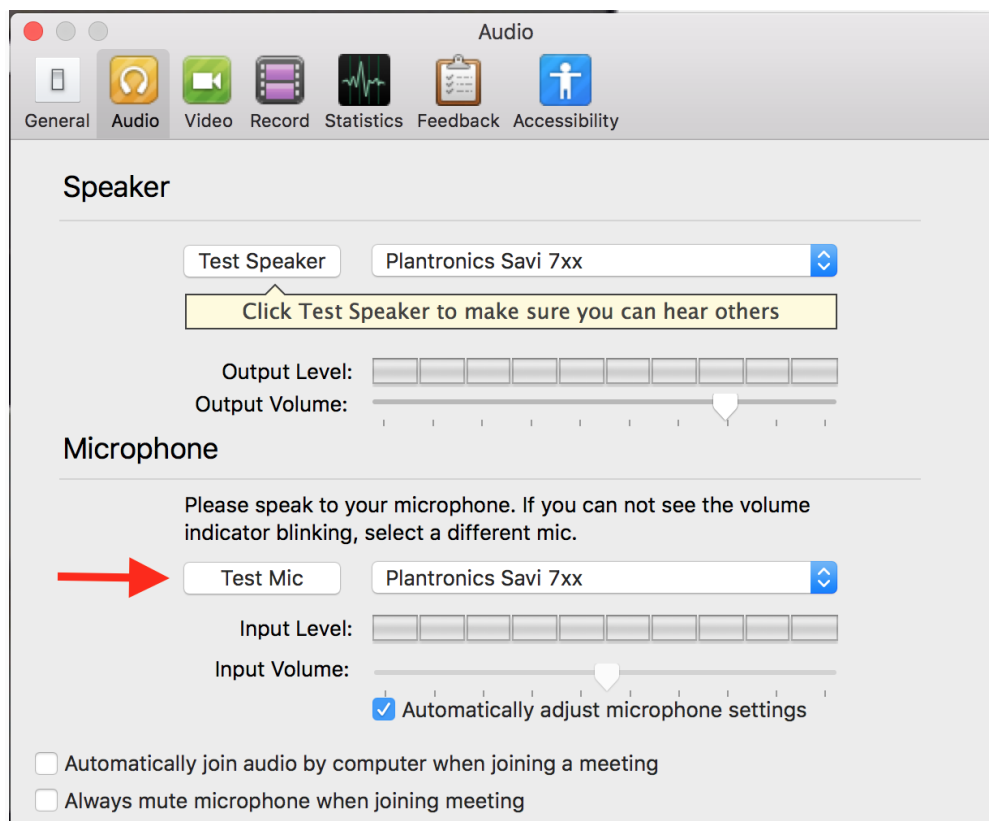 Audio
General Audio Video Record Statistics Feedback Accessibility
Speaker
Test Speaker Plantronics Savi 7xx
Click Test Speaker to make sure you can hear others
Output Level:
Output Volume:
Microphone
Please speak to your microphone. If you can not see the volume
indicator blinking, select a different mic.
Test Mic Plantronics Savi 7xx
Input Level:
Input Volume:
Automatically adjust microphone settings
Automatically join audio by computer when joining a meeting
Always mute microphone when joining meeting